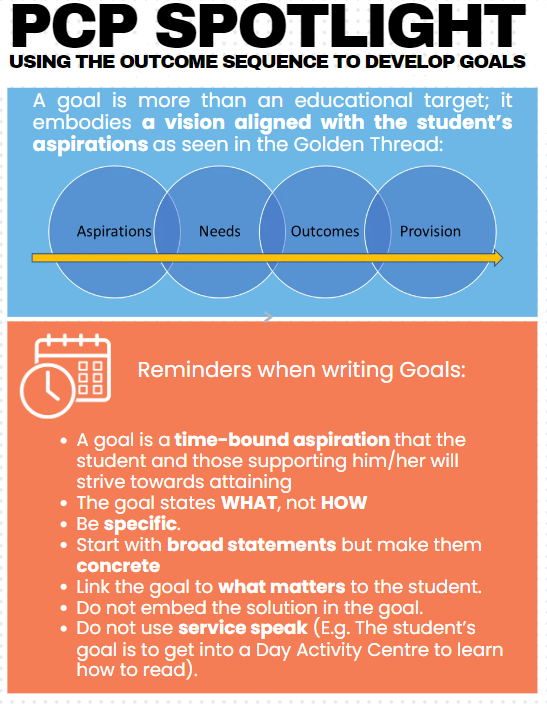 PCP SPOTLIGHT
USING THE OUTCOME SEQUENCE TO DEVELOP GOALS
A goal is more than an educational target; it
embodies a vision aligned with the student's
aspirations as seen in the Golden Thread:
Aspirations Needs Outcomes Provision
Reminders when writing Goals:
• A goal is a time-bound aspiration that the
student and those supporting him/her will
strive towards attaining
• The goal states WHAT, not HOW
• Be specific.
• Start with broad statements but make them
concrete
• Link the goal to what matters to the student.
• Do not embed the solution in the goal.
• Do not use service speak (E.g. The student's
goal is to get into a Day Activity Centre to learn
how to read).